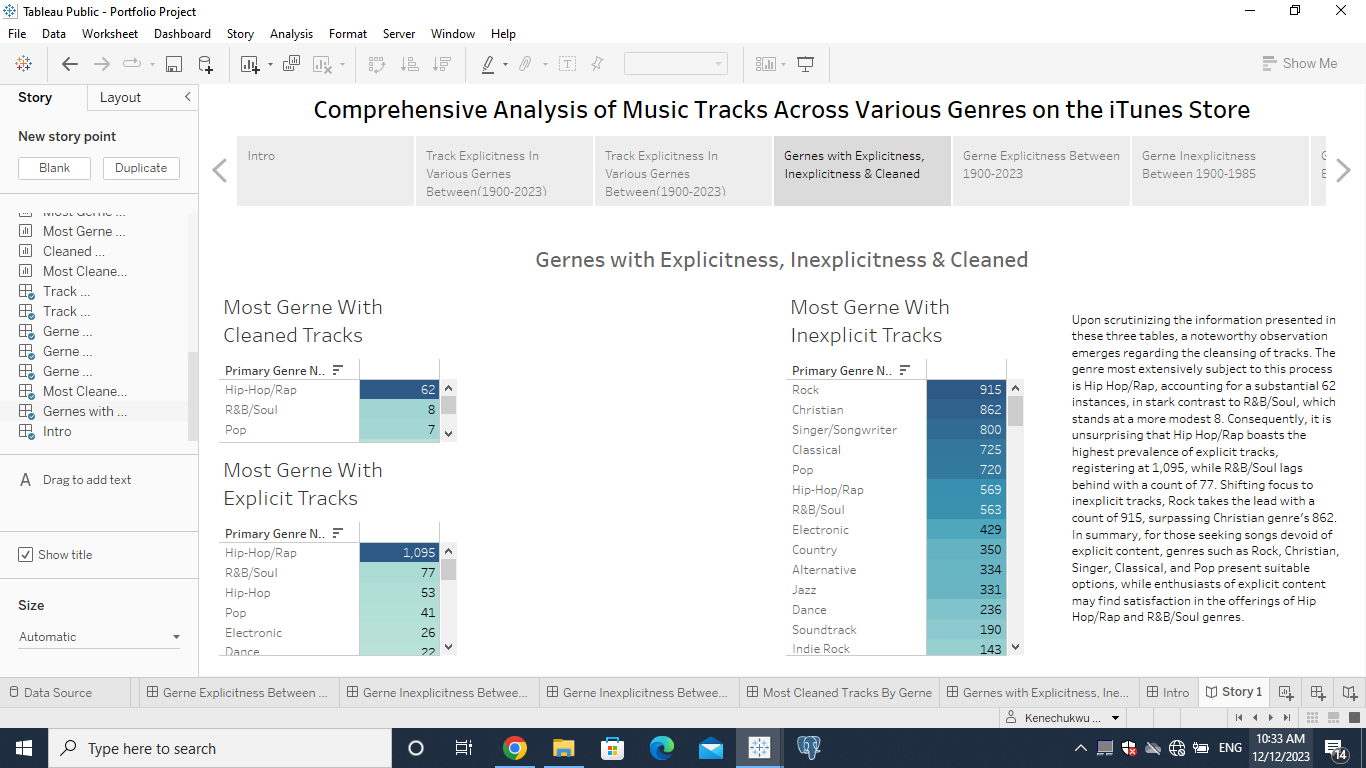 Tableau Public - Portfolio Project
File Data Worksheet Dashboard Story Analysis Format Server Window Help
Show Me
Story Layout
New story point
Blank Duplicate
Most Gerne ...
Most Gerne ...
Cleaned ...
Most Cleane...
Track ...
Track ...
Gerne ...
Gerne ...
Gerne ...
Most Cleane...
Gernes with ...
Intro
A Drag to add text
Show title
Size
Automatic
Comprehensive Analysis of Music Tracks Across Various Genres on the iTunes Store
Intro
Track Explicitness In
Various Gernes
Between(1900-2023)
Track Explicitness In
Various Gernes
Between(1900-2023)
Gernes with Explicitness,
Inexplicitness & Cleaned
Gerne Explicitness Between
1900-2023
Gerne Inexplicitness
Between 1900-1985
Gernes with Explicitness, Inexplicitness & Cleaned
Most Gerne With
Cleaned Tracks
Primary Genre N..
Hip-Hop/Rap 62
R&B/Soul 8
Pop 7
Most Gerne With
Explicit Tracks
Primary Genre N..
Hip-Hop/Rap 1,095
R&B/Soul 77
Hip-Hop 53
Pop 41
Electronic 26
Dance 22
Most Gerne With
Inexplicit Tracks
Primary Genre N..
Rock 915
Christian 862
Singer/Songwriter 800
Classical 725
Pop 720
Hip-Hop/Rap 569
R&B/Soul 563
Electronic 429
Country 350
Alternative 334
Jazz 331
Dance 236
Soundtrack 190
Indie Rock 143
Upon scrutinizing the information presented in
these three tables, a noteworthy observation
emerges regarding the cleansing of tracks. The
genre most extensively subject to this process
is Hip Hop/Rap, accounting for a substantial 62
instances, in stark contrast to R&B/Soul, which
stands at a more modest 8. Consequently, it is
unsurprising that Hip Hop/Rap boasts the
highest prevalence of explicit tracks,
registering at 1,095, while R&B/Soul lags
behind with a count of 77. Shifting focus to
inexplicit tracks, Rock takes the lead with a
count of 915, surpassing Christian genre's 862.
In summary, for those seeking songs devoid of
explicit content, genres such as Rock, Christian,
Singer, Classical, and Pop present suitable
options, while enthusiasts of explicit content
may find satisfaction in the offerings of Hip
Hop/Rap and R&B/Soul genres.
Data Source Gerne Explicitness Between ... Gerne Inexplicitness Betwee... Gerne Inexplicitness Betwee... Most Cleaned Tracks By Gerne Gernes with Explicitness, Ine... Intro Story 1
Kenechukwu ...
Type here to search
ENG
10:33 AM
12/12/2023
14